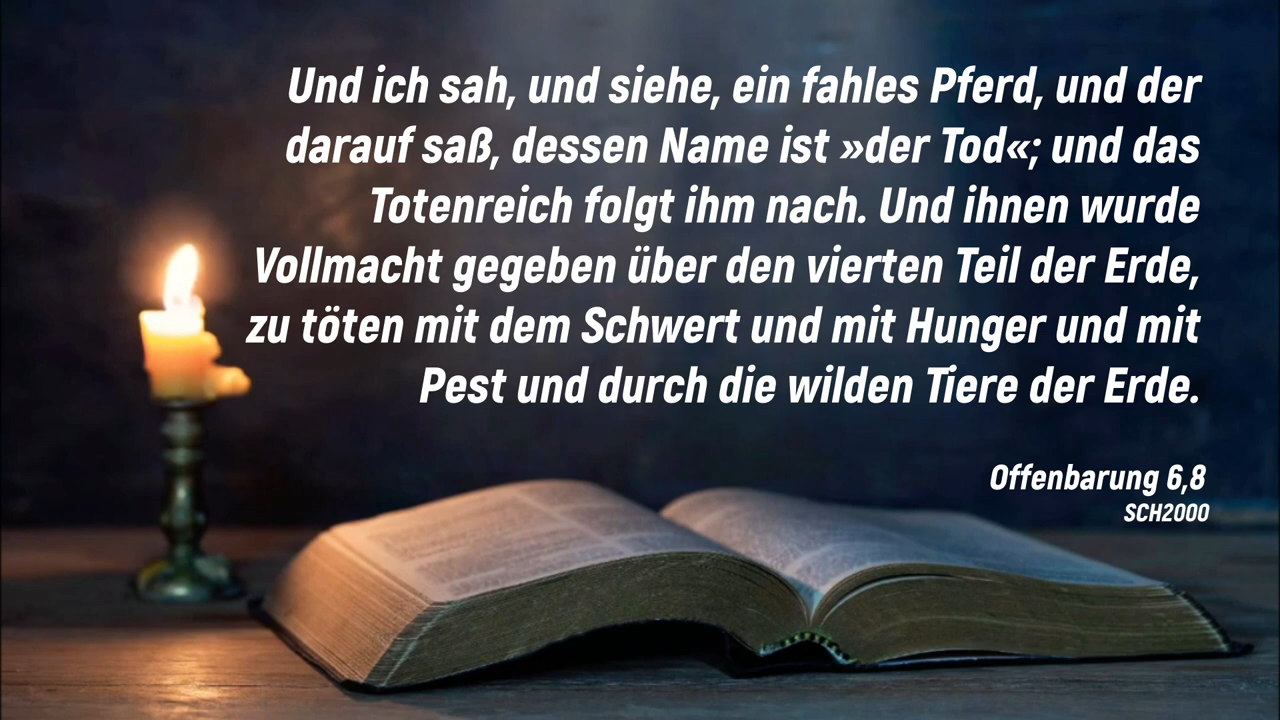 Und ich sah, und siehe, ein fahles Pferd, und der
darauf saß, dessen Name ist »der Tod«; und das
Totenreich folgt ihm nach. Und ihnen wurde
Vollmacht gegeben über den vierten Teil der Erde,
zu töten mit dem Schwert und mit Hunger und mit
Pest und durch die wilden Tiere der Erde.
Offenbarung 6,8
SCH2000